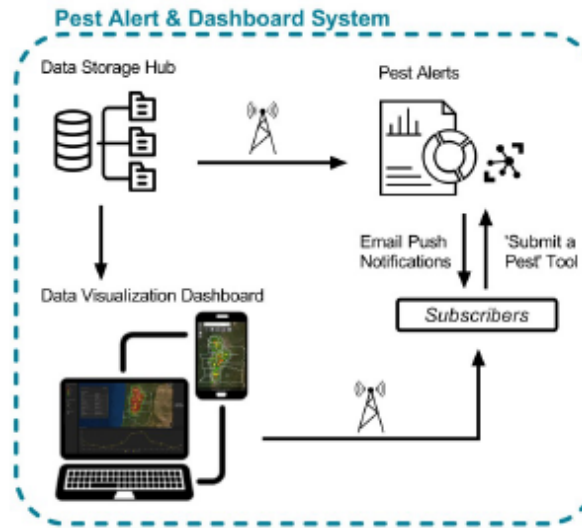 Pest Alert & Dashboard System
Data Storage Hub
Pest Alerts
Email Push
Notifications
'Submit a
Pest' Tool
Data Visualization Dashboard
Subscribers